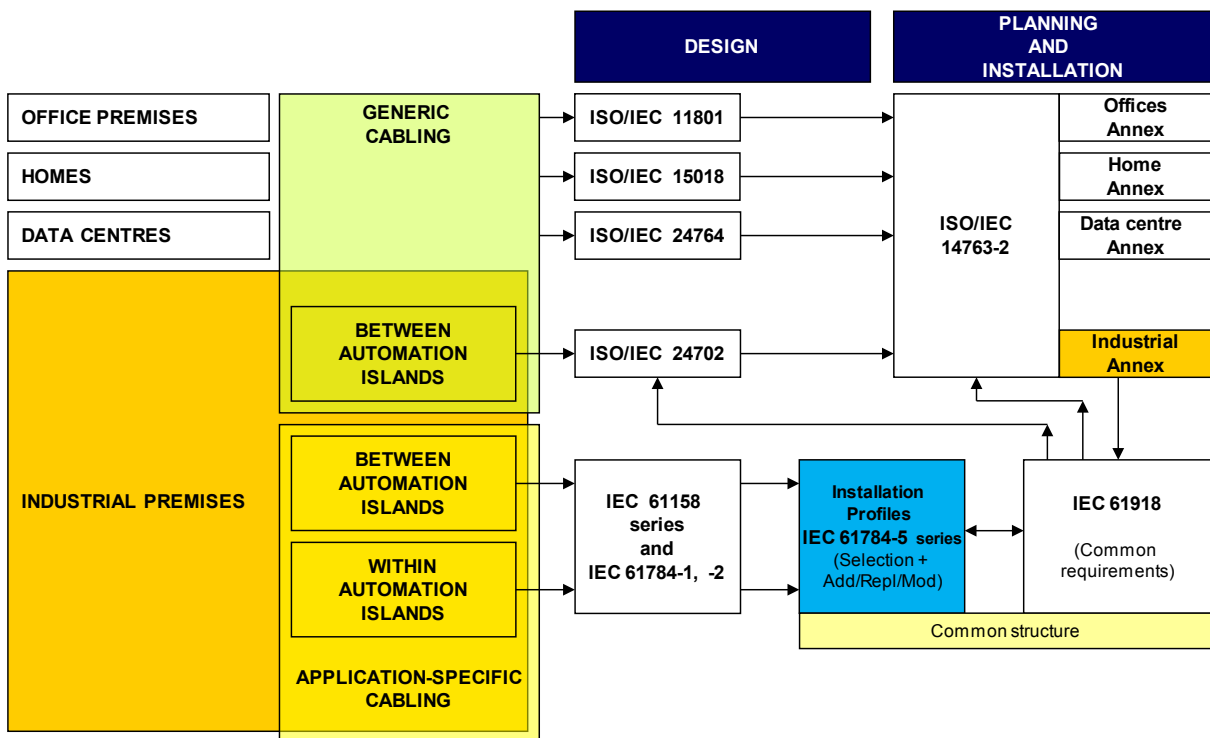 DESIGN
PLANNING
AND
INSTALLATION
OFFICE PREMISES
GENERIC
CABLING
ISO/IEC 11801
Offices
Annex
HOMES
ISO/IEC 15018
Home
Annex
DATA CENTRES
ISO/IEC 24764
ISO/IEC
14763-2
Data centre
Annex
BETWEEN
AUTOMATION
ISLANDS
ISO/IEC 24702
Industrial
Annex
INDUSTRIAL PREMISES
BETWEEN
AUTOMATION
ISLANDS
WITHIN
AUTOMATION
ISLANDS
APPLICATION-SPECIFIC
CABLING
IEC 61158
series
and
IEC 61784-1, -2
Installation
Profiles
IEC 61784-5 series
(Selection +
Add/Repl/Mod)
IEC 61918
(Common
requirements)
Common structure